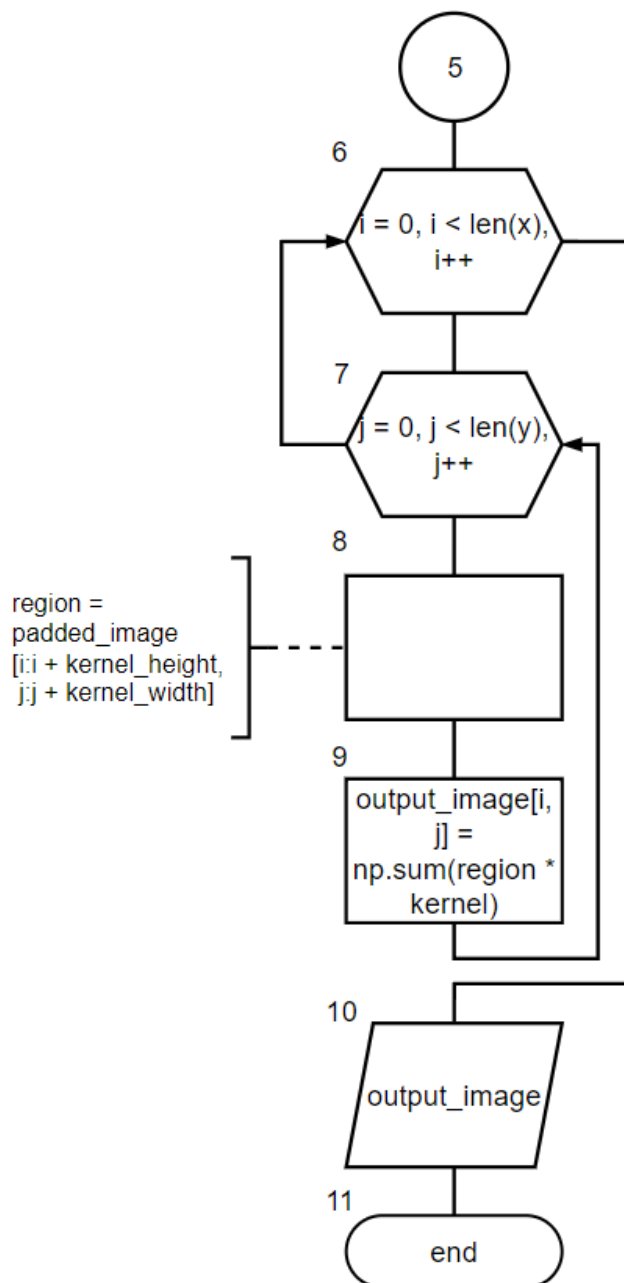 5
6
i = 0, i < len(x),
i++
7
j = 0, j < len(y),
j++
8
region =
padded_image
[i:i + kernel_height,
j:j + kernel_width]
9
output_image[i,
j] =
np.sum(region *
kernel)
10
output_image
11
end